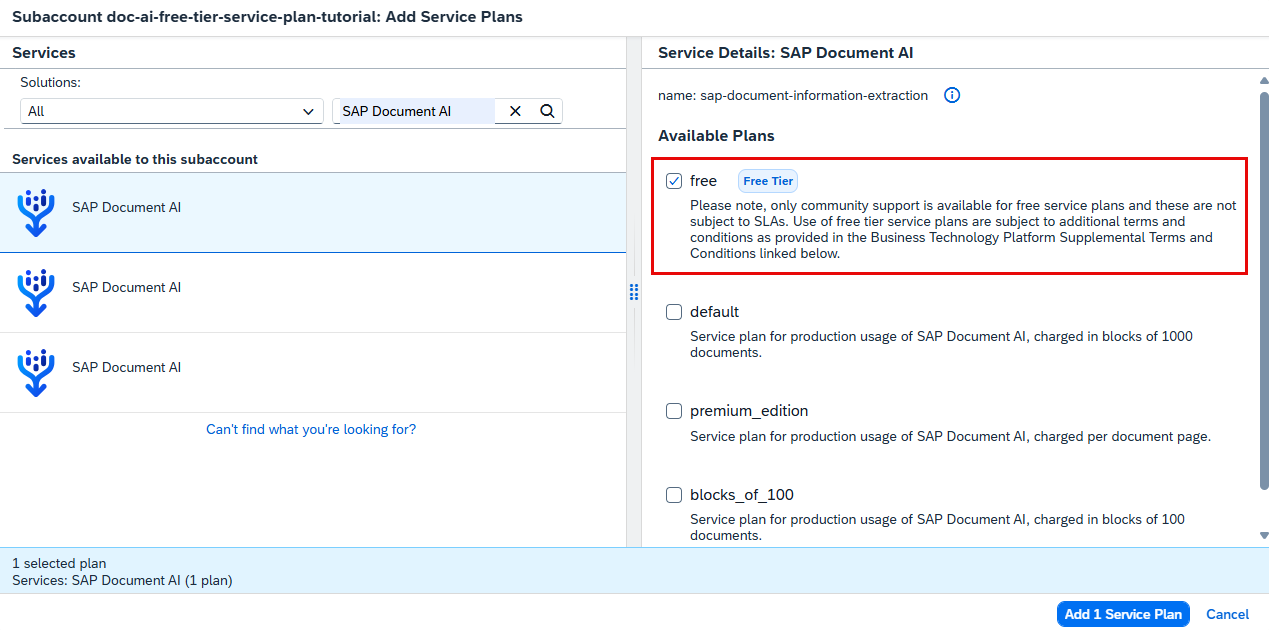 Subaccount doc-ai-free-tier-service-plan-tutorial: Add Service Plans
Services
Solutions:
All
SAP Document AI
Services available to this subaccount
SAP Document AI
SAP Document AI
SAP Document AI
Can't find what you're looking for?
Service Details: SAP Document AI
name: sap-document-information-extraction
Available Plans
free Free Tier
Please note, only community support is available for free service plans and these are not
subject to SLAs. Use of free tier service plans are subject to additional terms and
conditions as provided in the Business Technology Platform Supplemental Terms and
Conditions linked below.
default
Service plan for production usage of SAP Document AI, charged in blocks of 1000
documents.
premium_edition
Service plan for production usage of SAP Document AI, charged per document page.
blocks_of_100
Service plan for production usage of SAP Document AI, charged in blocks of 100
documents.
1 selected plan
Services: SAP Document AI (1 plan)
Add 1 Service Plan Cancel